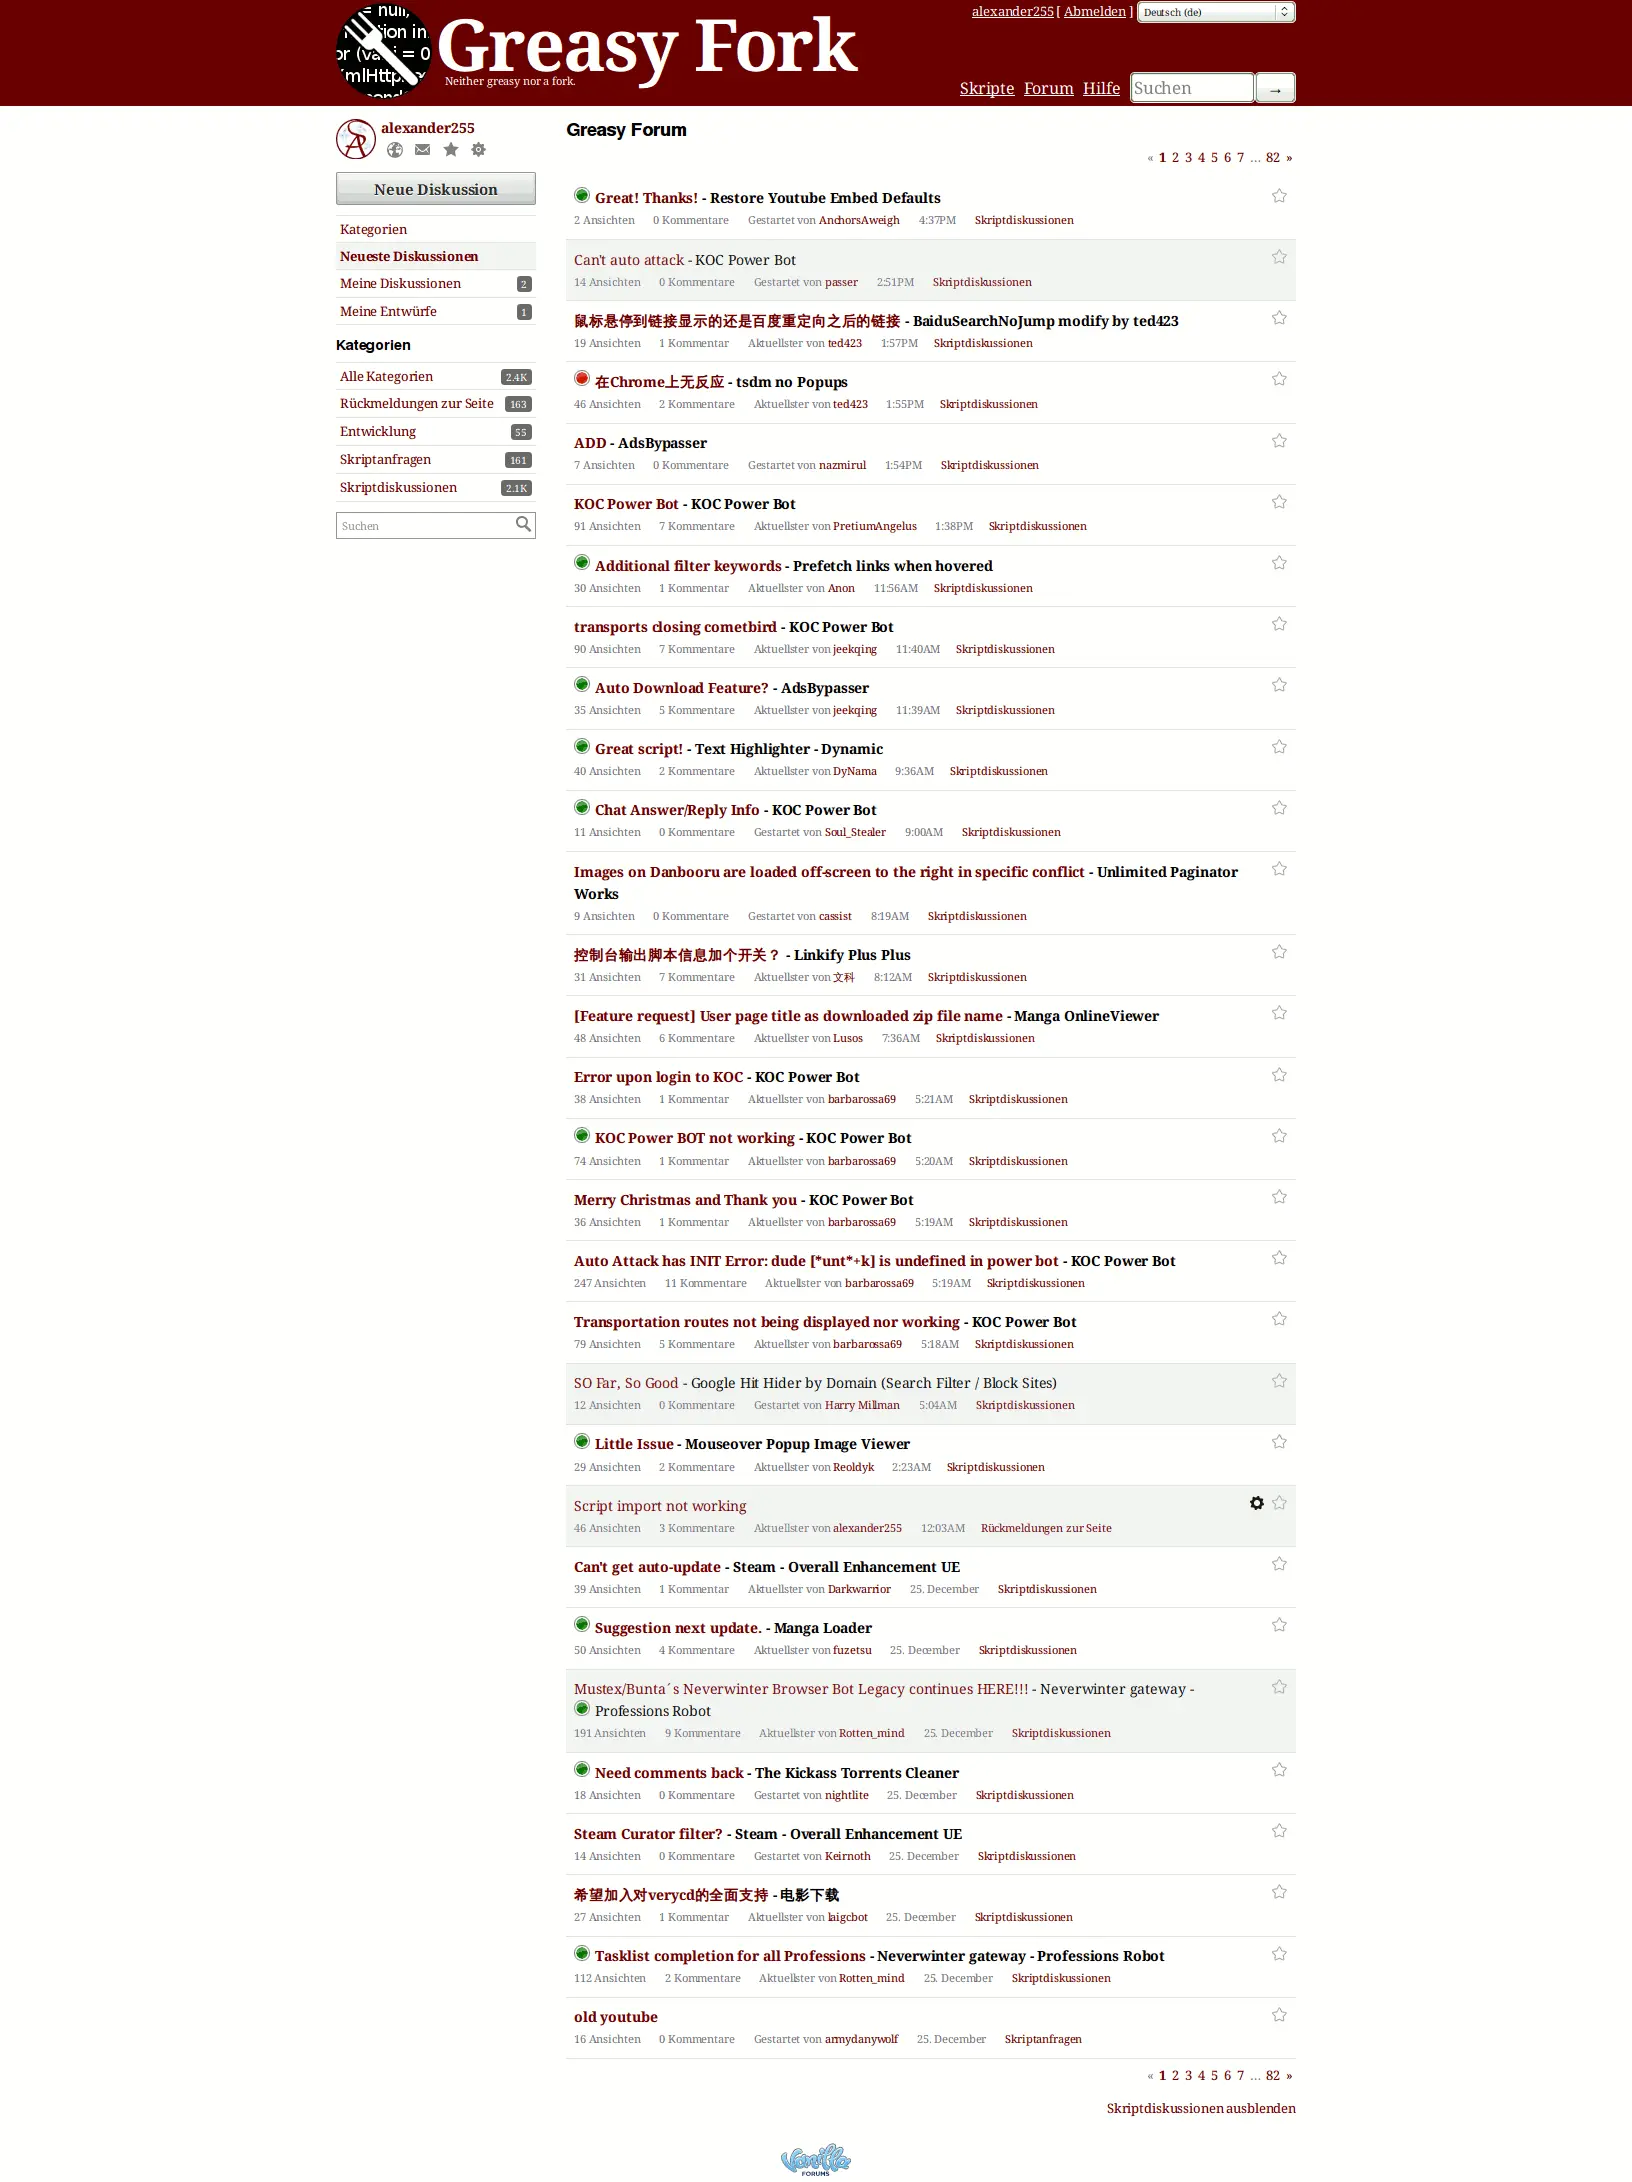 Greasy Fork
Neither greasy nor a fork.
alexander255 [ Abmelden ] Deutsch (de)
Skripte Forum Hilfe Suchen →
alexander255
Neue Diskussion
Kategorien
Neueste Diskussionen
Meine Diskussionen 2
Meine Entwürfe 1
Kategorien
Alle Kategorien 2.4K
Rückmeldungen zur Seite 163
Entwicklung 55
Skriptanfragen 161
Skriptdiskussionen 2.1K
Suchen
Greasy Forum
« 1 2 3 4 5 6 7 … 82 »
Great! Thanks! - Restore Youtube Embed Defaults
2 Ansichten 0 Kommentare Gestartet von AnchorsAweigh 4:37PM Skriptdiskussionen
Can't auto attack - KOC Power Bot
14 Ansichten 0 Kommentare Gestartet von passer 2:51PM Skriptdiskussionen
鼠标悬停到链接显示的还是百度重定向之后的链接 - BaiduSearchNoJump modify by ted423
19 Ansichten 1 Kommentar Aktuellster von ted423 1:57PM Skriptdiskussionen
在Chrome上无反应 - tsdm no Popups
46 Ansichten 2 Kommentare Aktuellster von ted423 1:55PM Skriptdiskussionen
ADD - AdsBypasser
7 Ansichten 0 Kommentare Gestartet von nazmirul 1:54PM Skriptdiskussionen
KOC Power Bot - KOC Power Bot
91 Ansichten 7 Kommentare Aktuellster von PretiumAngelus 1:38PM Skriptdiskussionen
Additional filter keywords - Prefetch links when hovered
30 Ansichten 1 Kommentar Aktuellster von Anon 11:56AM Skriptdiskussionen
transports closing cometbird - KOC Power Bot
90 Ansichten 7 Kommentare Aktuellster von jeekqing 11:40AM Skriptdiskussionen
Auto Download Feature? - AdsBypasser
35 Ansichten 5 Kommentare Aktuellster von jeekqing 11:39AM Skriptdiskussionen
Great script! - Text Highlighter - Dynamic
40 Ansichten 2 Kommentare Aktuellster von DyNama 9:36AM Skriptdiskussionen
Chat Answer/Reply Info - KOC Power Bot
11 Ansichten 0 Kommentare Gestartet von Soul_Stealer 9:00AM Skriptdiskussionen
Images on Danbooru are loaded off-screen to the right in specific conflict - Unlimited Paginator
Works
9 Ansichten 0 Kommentare Gestartet von cassist 8:19AM Skriptdiskussionen
控制台输出脚本信息加个开关？ - Linkify Plus Plus
31 Ansichten 7 Kommentare Aktuellster von 文科 8:12AM Skriptdiskussionen
[Feature request] User page title as downloaded zip file name - Manga OnlineViewer
48 Ansichten 6 Kommentare Aktuellster von Lusos 7:36AM Skriptdiskussionen
Error upon login to KOC - KOC Power Bot
38 Ansichten 1 Kommentar Aktuellster von barbarossa69 5:21AM Skriptdiskussionen
KOC Power BOT not working - KOC Power Bot
74 Ansichten 1 Kommentar Aktuellster von barbarossa69 5:20AM Skriptdiskussionen
Merry Christmas and Thank you - KOC Power Bot
36 Ansichten 1 Kommentar Aktuellster von barbarossa69 5:19AM Skriptdiskussionen
Auto Attack has INIT Error: dude [*unt*+k] is undefined in power bot - KOC Power Bot
247 Ansichten 11 Kommentare Aktuellster von barbarossa69 5:19AM Skriptdiskussionen
Transportation routes not being displayed nor working - KOC Power Bot
79 Ansichten 5 Kommentare Aktuellster von barbarossa69 5:18AM Skriptdiskussionen
SO Far, So Good - Google Hit Hider by Domain (Search Filter / Block Sites)
12 Ansichten 0 Kommentare Gestartet von Harry Millman 5:04AM Skriptdiskussionen
Little Issue - Mouseover Popup Image Viewer
29 Ansichten 2 Kommentare Aktuellster von Reoldyk 2:23AM Skriptdiskussionen
Script import not working
46 Ansichten 3 Kommentare Aktuellster von alexander255 12:03AM Rückmeldungen zur Seite
Can't get auto-update - Steam - Overall Enhancement UE
39 Ansichten 1 Kommentar Aktuellster von Darkwarrior 25. December Skriptdiskussionen
Suggestion next update. - Manga Loader
50 Ansichten 4 Kommentare Aktuellster von fuzetsu 25. December Skriptdiskussionen
Mustex/Bunta´s Neverwinter Browser Bot Legacy continues HERE!!! - Neverwinter gateway -
Professions Robot
191 Ansichten 9 Kommentare Aktuellster von Rotten_mind 25. December Skriptdiskussionen
Need comments back - The Kickass Torrents Cleaner
18 Ansichten 0 Kommentare Gestartet von nightlite 25. December Skriptdiskussionen
Steam Curator filter? - Steam - Overall Enhancement UE
14 Ansichten 0 Kommentare Gestartet von Keirnoth 25. December Skriptdiskussionen
希望加入对verycd的全面支持 - 电影下载
27 Ansichten 1 Kommentar Aktuellster von laigcbot 25. December Skriptdiskussionen
Tasklist completion for all Professions - Neverwinter gateway - Professions Robot
112 Ansichten 2 Kommentare Aktuellster von Rotten_mind 25. December Skriptdiskussionen
old youtube
16 Ansichten 0 Kommentare Gestartet von armydanywolf 25. December Skriptanfragen
« 1 2 3 4 5 6 7 … 82 »
Skriptdiskussionen ausblenden
Vanilla
FORUMS